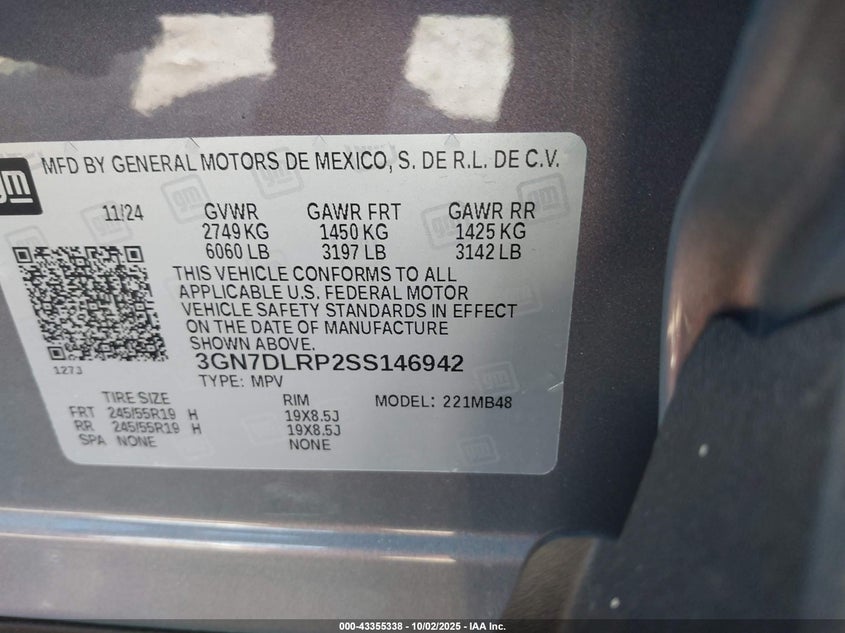 gm
MFD BY GENERAL MOTORS DE MEXICO, S. DE R.L. DE C.V.
11/24 GVWR GAWR FRT GAWR RR
2749 KG 1450 KG 1425 KG
6060 LB 3197 LB 3142 LB
THIS VEHICLE CONFORMS TO ALL
APPLICABLE U.S. FEDERAL MOTOR
VEHICLE SAFETY STANDARDS IN EFFECT
ON THE DATE OF MANUFACTURE
SHOWN ABOVE.
3GN7DLRP2SS146942
127J
TYPE: MPV
TIRE SIZE RIM MODEL: 221MB48
FRT 245/55R19 H 19X8.5J
RR 245/55R19 H 19X8.5J
SPA NONE NONE
000-43355338 - 10/02/2025 - IAA Inc.